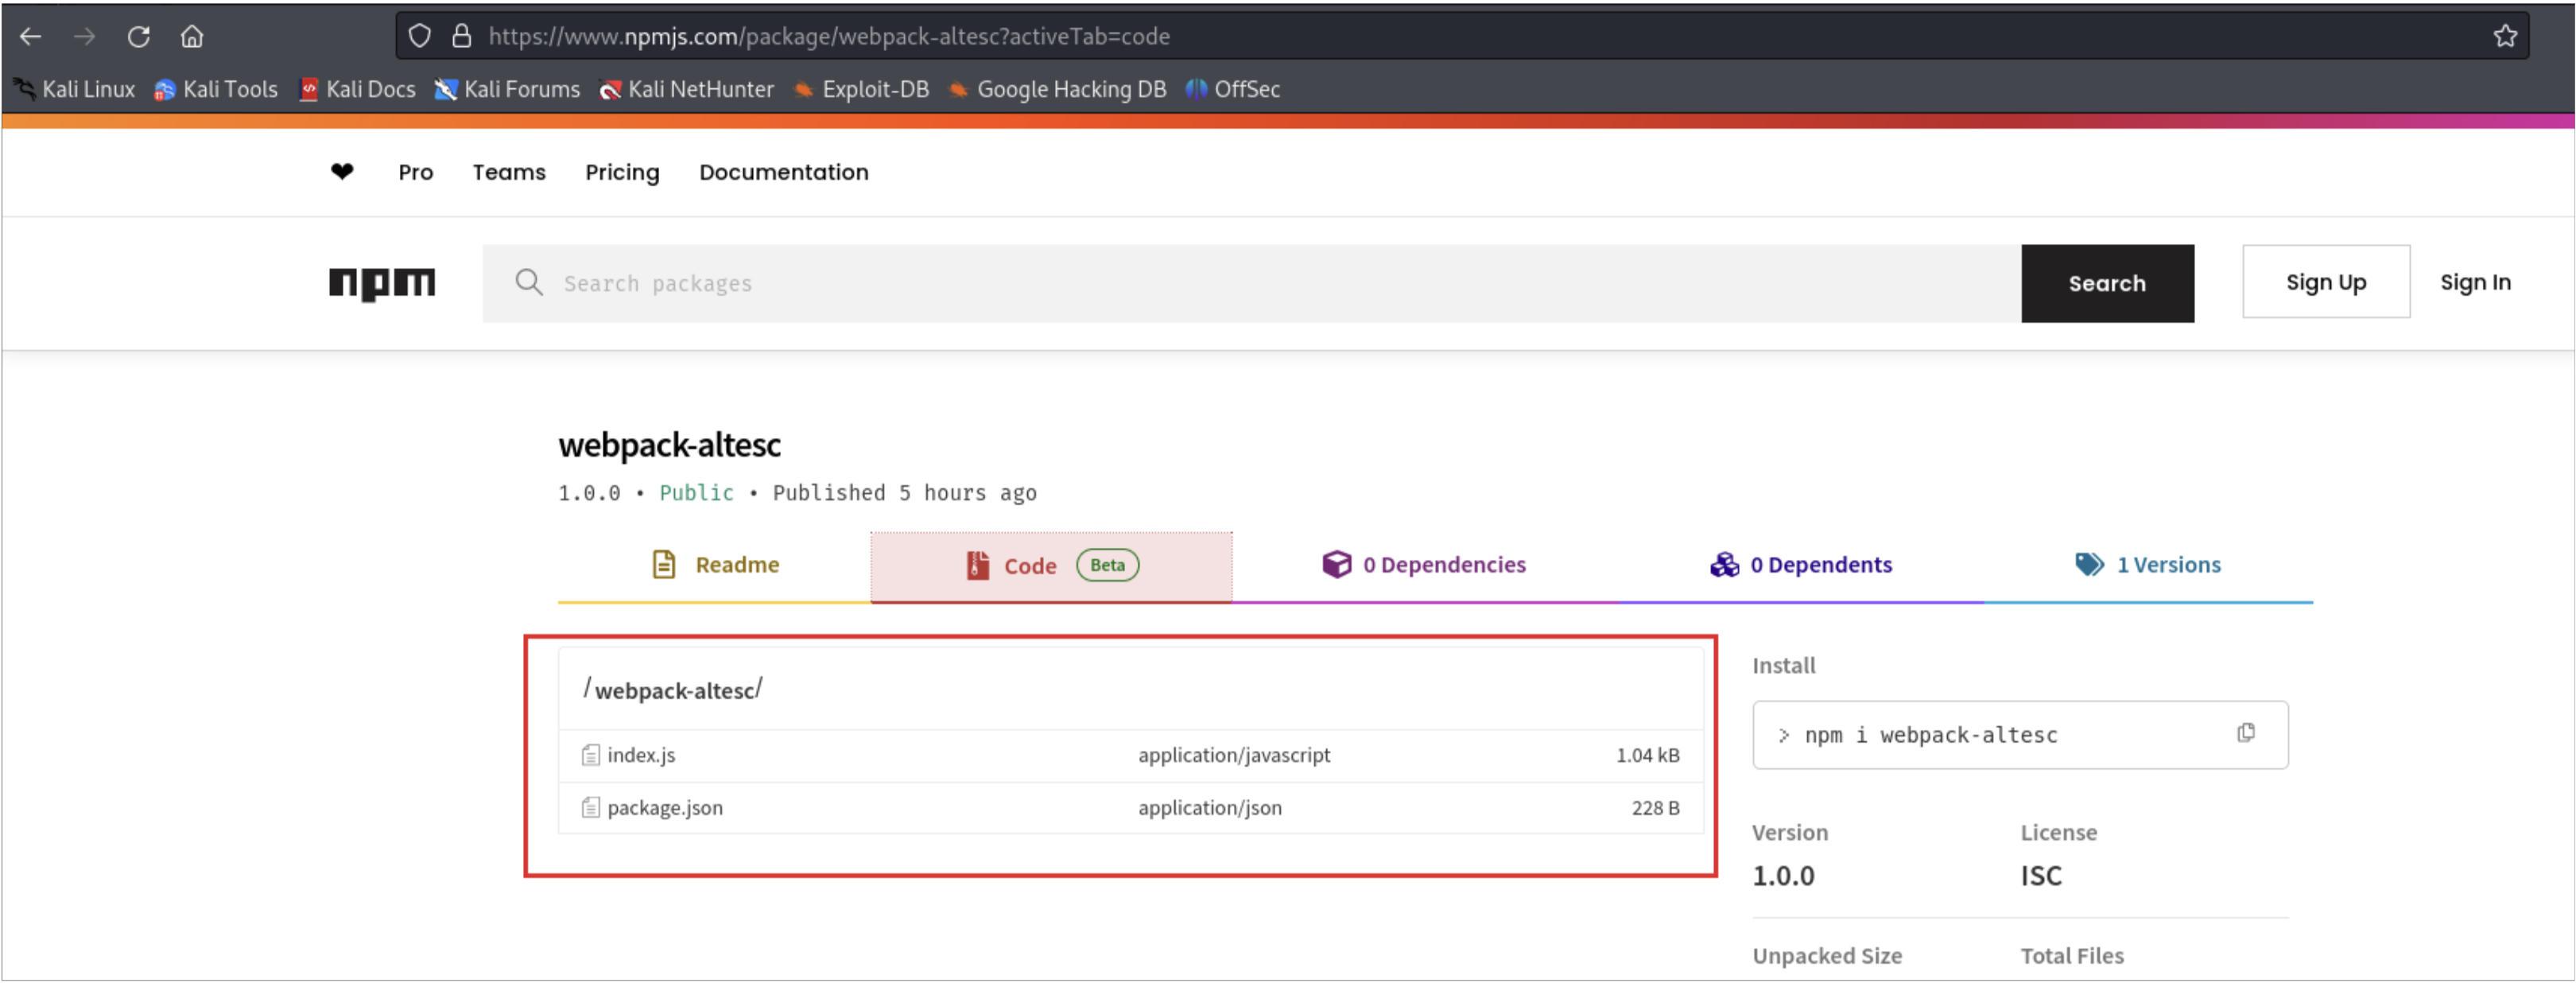 https://www.npmjs.com/package/webpack-altesc?activeTab=code
Kali Linux Kali Tools Kali Docs Kali Forums Kali NetHunter Exploit-DB Google Hacking DB OffSec
Pro Teams Pricing Documentation
npm Search packages Search Sign Up Sign In
webpack-altesc
1.0.0 • Public • Published 5 hours ago
Readme Code Beta 0 Dependencies 0 Dependents 1 Versions
/webpack-altesc/
index.js application/javascript 1.04 kB
package.json application/json 228 B
Install
> npm i webpack-altesc
Version License
1.0.0 ISC
Unpacked Size Total Files